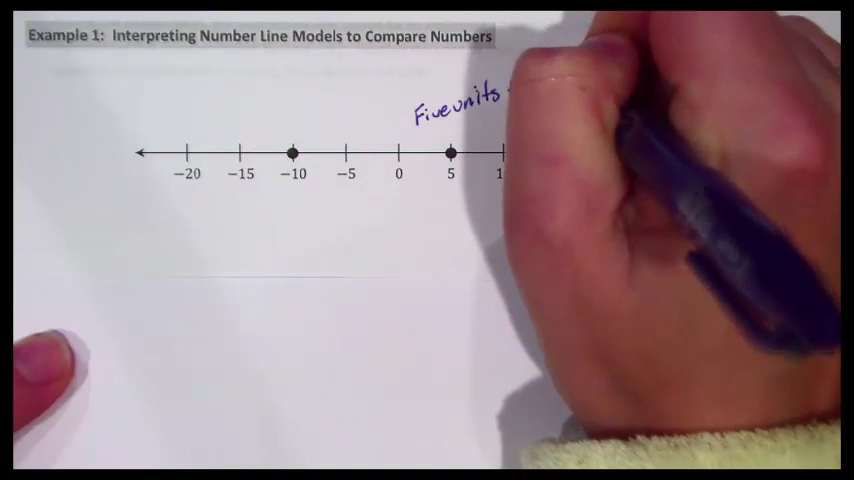 Example 1: Interpreting Number Line Models to Compare Numbers
Five units
−20 −15 −10 −5 0 5